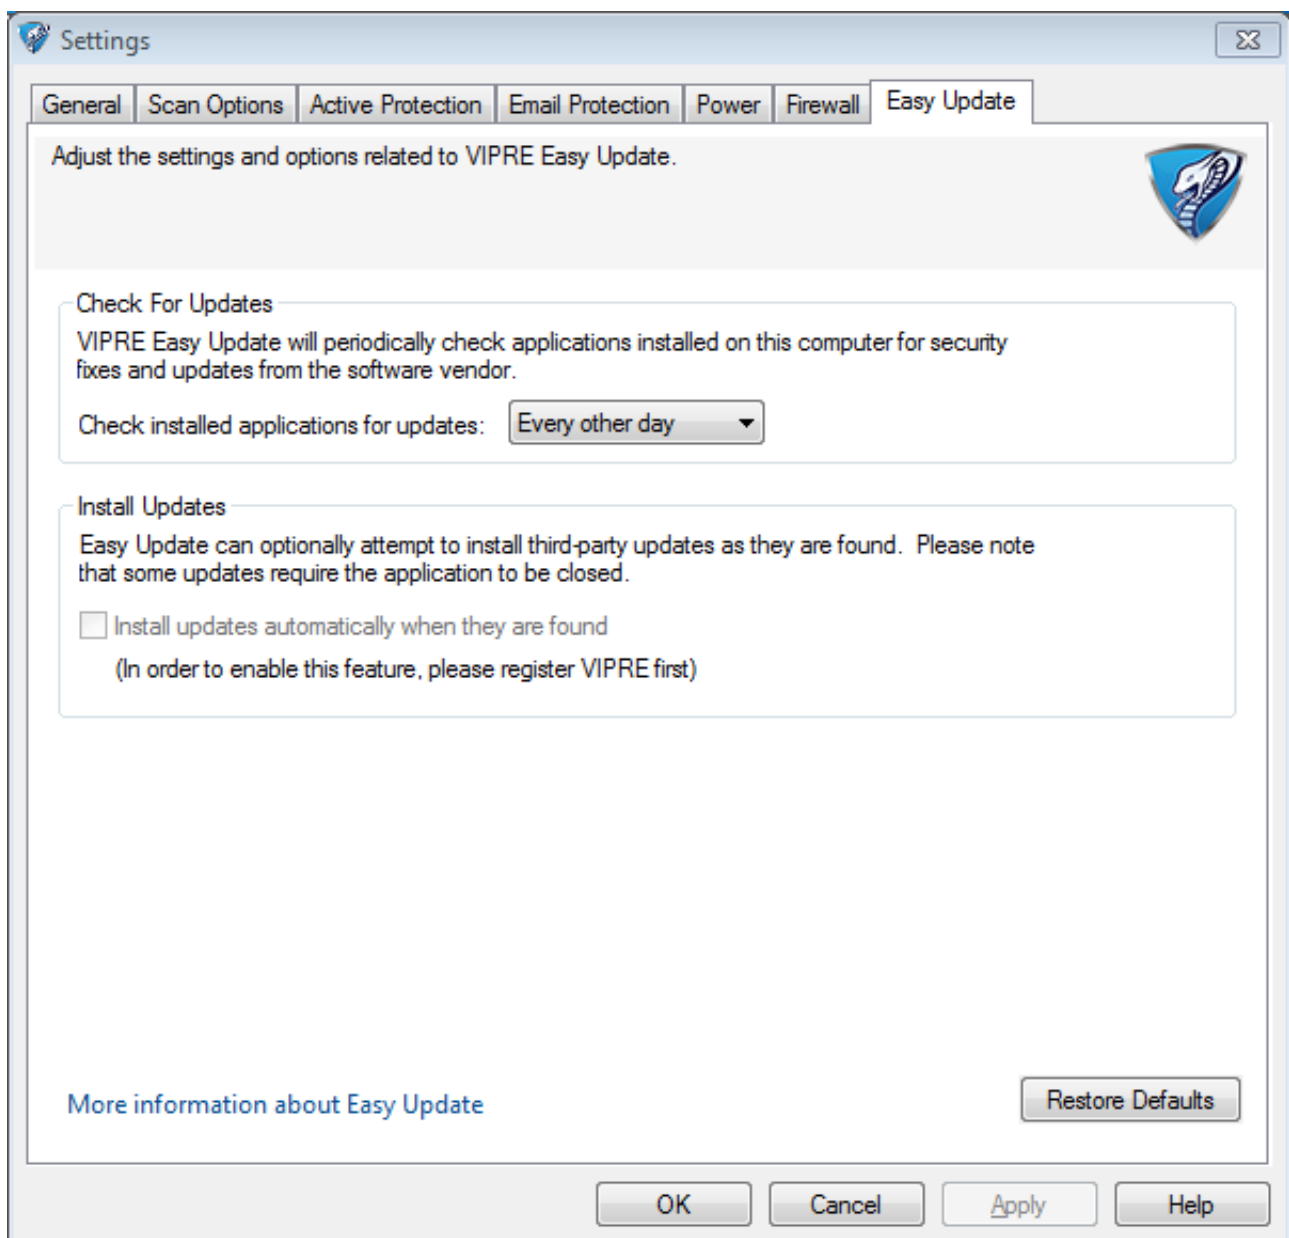 Settings
General Scan Options Active Protection Email Protection Power Firewall Easy Update
Adjust the settings and options related to VIPRE Easy Update.
Check For Updates
VIPRE Easy Update will periodically check applications installed on this computer for security
fixes and updates from the software vendor.
Check installed applications for updates: Every other day
Install Updates
Easy Update can optionally attempt to install third-party updates as they are found.  Please note
that some updates require the application to be closed.
Install updates automatically when they are found
(In order to enable this feature, please register VIPRE first)
More information about Easy Update Restore Defaults
OK Cancel Apply Help